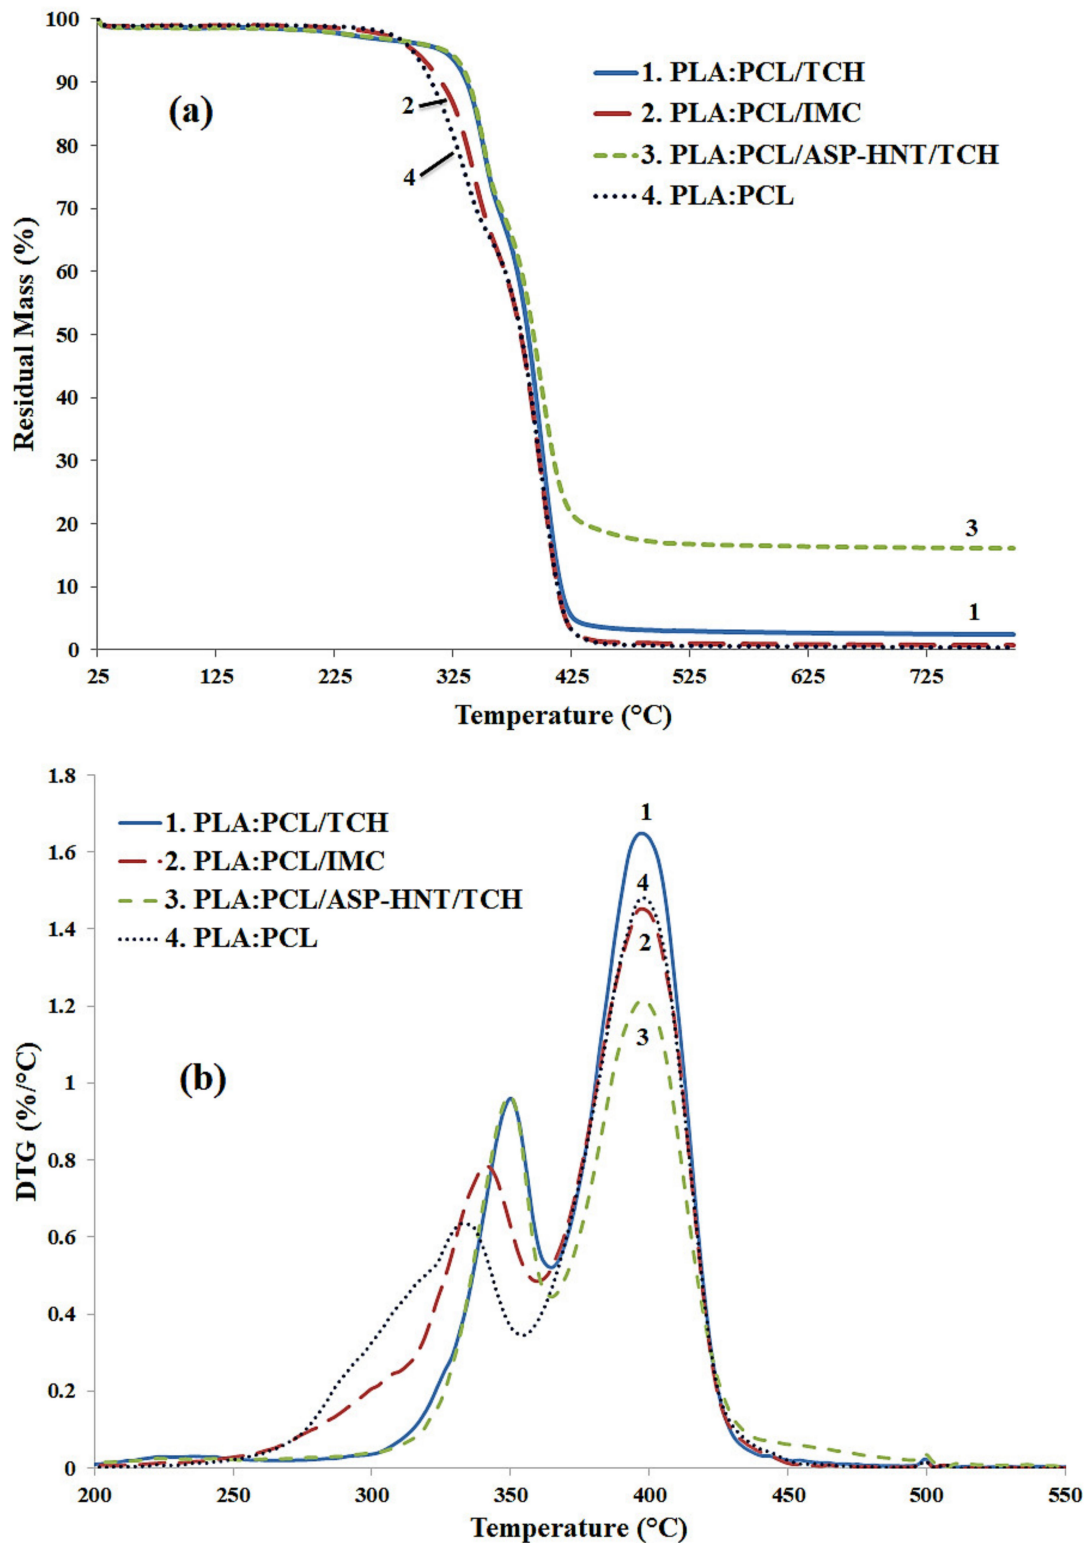 100
90
80
70
60
50
40
30
20
10
0
Residual Mass (%)
(a)
2
4
1. PLA:PCL/TCH
2. PLA:PCL/IMC
3. PLA:PCL/ASP-HNT/TCH
4. PLA:PCL
3
1
25 125 225 325 425 525 625 725
Temperature (°C)
1.8
1.6
1.4
1.2
1
0.8
0.6
0.4
0.2
0
DTG (%/°C)
1. PLA:PCL/TCH
2. PLA:PCL/IMC
3. PLA:PCL/ASP-HNT/TCH
4. PLA:PCL
(b)
1
4
2
3
200 250 300 350 400 450 500 550
Temperature (°C)